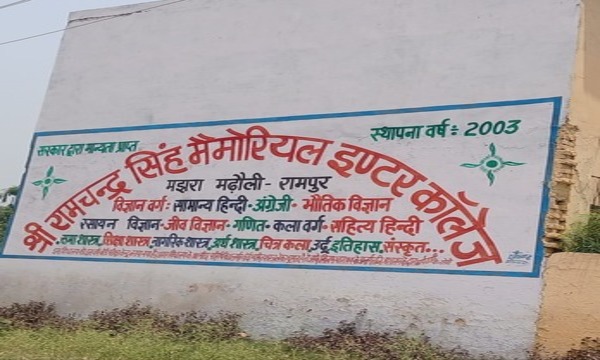 सरकार द्वारा मान्यता प्राप्त
स्थापना वर्ष ÷ 2003
श्री रामचन्द्र सिंह मैमोरियल इण्टर कॉलेज
मझरा मढ़ौली - रामपुर
विज्ञान वर्ग - सामान्य हिन्दी - अंग्रेजी - भौतिक विज्ञान
रसायन विज्ञान - जीव विज्ञान - गणित - कला वर्ग - सहित्य हिन्दी
शिक्षा शास्त्र, नागरिक शास्त्र, अर्थ शास्त्र, चित्र कला, उर्दू, इतिहास, संस्कृत...